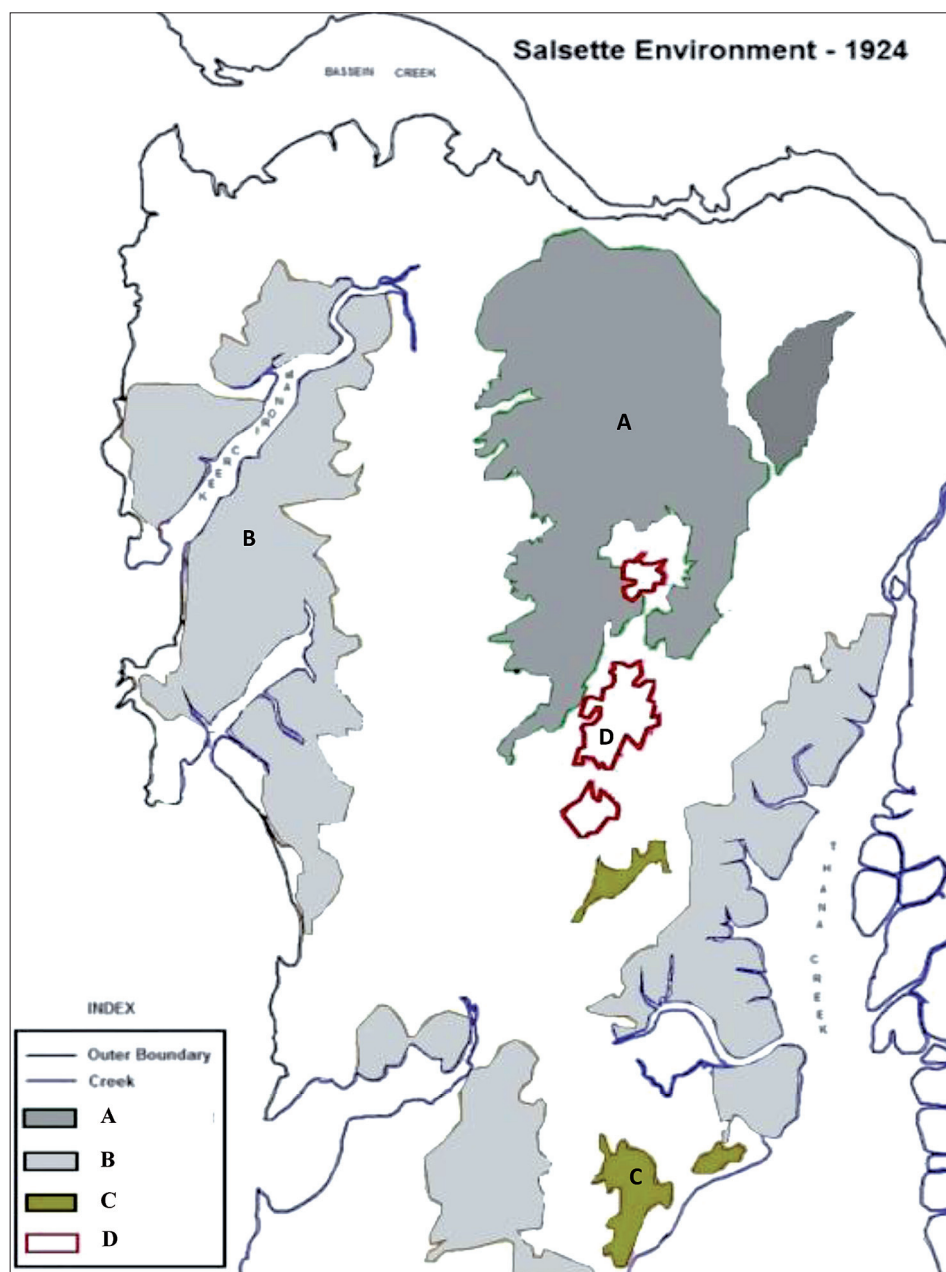 Salsette Environment - 1924
BASSEIN CREEK
MANORI CREEK
A
B
D
THANA CREEK
C
INDEX
Outer Boundary
Creek
A
B
C
D